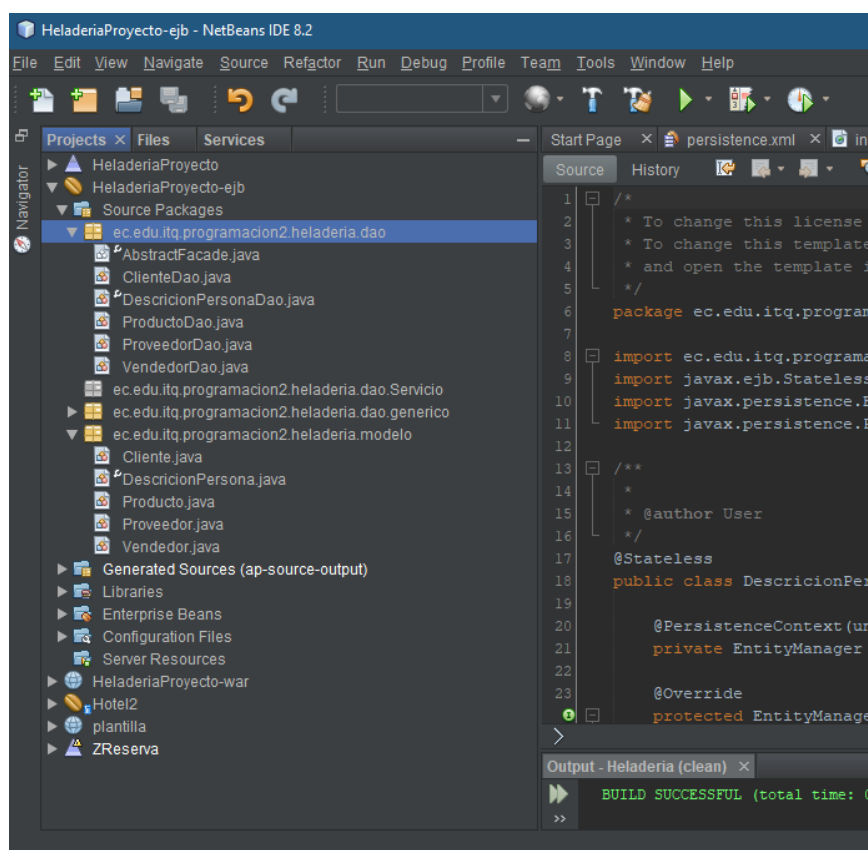 HeladeriaProyecto-ejb - NetBeans IDE 8.2
File Edit View Navigate Source Refactor Run Debug Profile Team Tools Window Help
Projects Files Services
Navigator
HeladeriaProyecto
HeladeriaProyecto-ejb
Source Packages
ec.edu.itq.programacion2.heladeria.dao
AbstractFacade.java
ClienteDao.java
DescricionPersonaDao.java
ProductoDao.java
ProveedorDao.java
VendedorDao.java
ec.edu.itq.programacion2.heladeria.dao.Servicio
ec.edu.itq.programacion2.heladeria.dao.generico
ec.edu.itq.programacion2.heladeria.modelo
Cliente.java
DescricionPersona.java
Producto.java
Proveedor.java
Vendedor.java
Generated Sources (ap-source-output)
Libraries
Enterprise Beans
Configuration Files
Server Resources
HeladeriaProyecto-war
Hotel2
plantilla
ZReserva
Start Page persistence.xml in
Source History
1 /*
2 * To change this license
3 * To change this template
4 * and open the template i
5 */
6 package ec.edu.itq.program
7
8 import ec.edu.itq.programa
9 import javax.ejb.Stateless
10 import javax.persistence.E
11 import javax.persistence.P
12
13 /**
14 *
15 * @author User
16 */
17 @Stateless
18 public class DescricionPer
19
20 @PersistenceContext(un
21 private EntityManager
22
23 @Override
protected EntityManage
Output - Heladeria (clean)
BUILD SUCCESSFUL (total time: 0